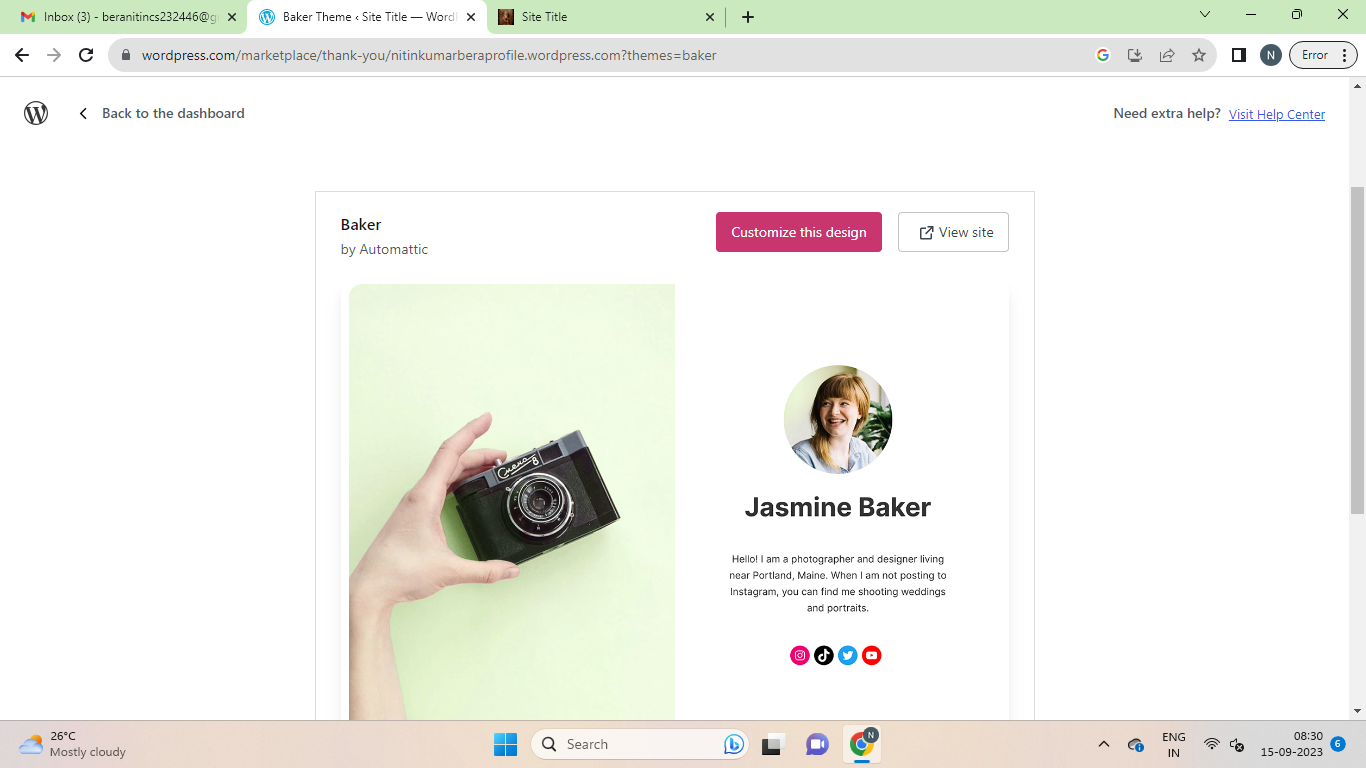 Inbox (3) - beranitincs232446@g
Baker Theme ‹ Site Title — Word
Site Title
wordpress.com/marketplace/thank-you/nitinkumarberaprofile.wordpress.com?themes=baker
N
Error
Back to the dashboard
Need extra help? Visit Help Center
Baker
by Automattic
Customize this design
View site
Смена 8
Jasmine Baker
Hello! I am a photographer and designer living
near Portland, Maine. When I am not posting to
Instagram, you can find me shooting weddings
and portraits.
26°C
Mostly cloudy
Search
N
ENG
IN
08:30
15-09-2023
6